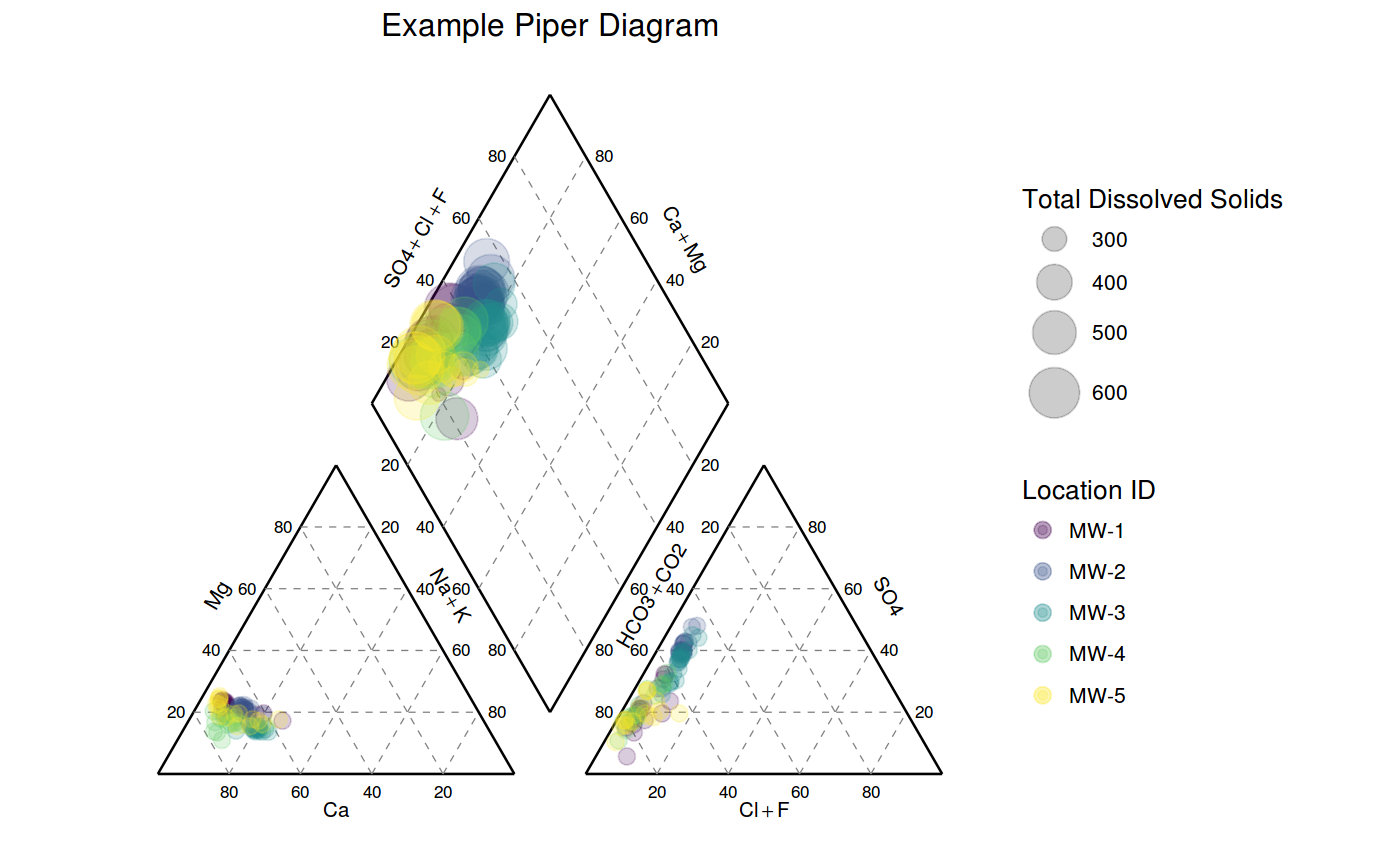 Example Piper Diagram
80 80
SO4+Cl+F Ca+Mg
60 60
40 40
20 20
20 20
80 20 40 40 20 80
Mg Na+K HCO3+CO2 SO4
60 40 60 60 40 60
40 60 80 80 60 40
20 80 80 20
80 60 40 20 20 40 60 80
Ca Cl+F
Total Dissolved Solids
300
400
500
600
Location ID
MW-1
MW-2
MW-3
MW-4
MW-5